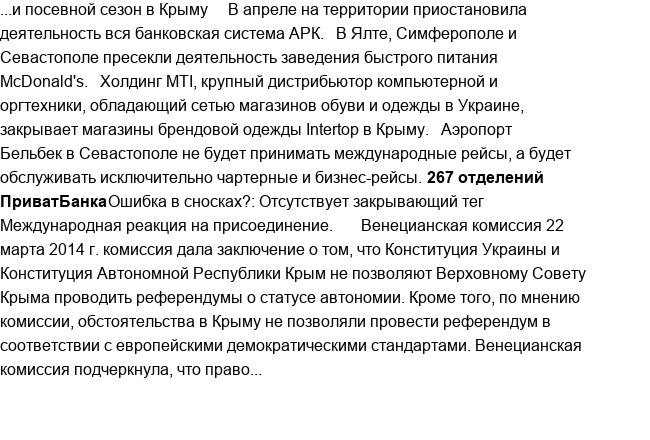 ...и посевной сезон в Крыму В апреле на территории приостановила
деятельность вся банковская система АРК. В Ялте, Симферополе и
Севастополе пресекли деятельность заведения быстрого питания
McDonald's. Холдинг MTI, крупный дистрибьютор компьютерной и
оргтехники, обладающий сетью магазинов обуви и одежды в Украине,
закрывает магазины брендовой одежды Intertop в Крыму. Аэропорт
Бельбек в Севастополе не будет принимать международные рейсы, а будет
обслуживать исключительно чартерные и бизнес-рейсы. 267 отделений
ПриватБанкаОшибка в сносках?: Отсутствует закрывающий тег
Международная реакция на присоединение. Венецианская комиссия 22
марта 2014 г. комиссия дала заключение о том, что Конституция Украины и
Конституция Автономной Республики Крым не позволяют Верховному Совету
Крыма проводить референдумы о статусе автономии. Кроме того, по мнению
комиссии, обстоятельства в Крыму не позволяли провести референдум в
соответствии с европейскими демократическими стандартами. Венецианская
комиссия подчеркнула, что право...